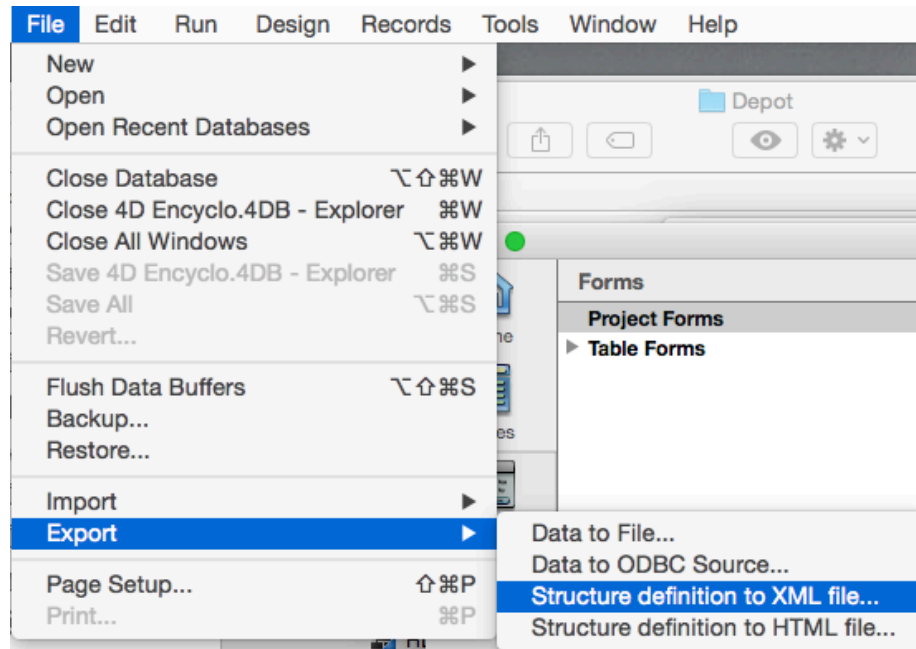 File Edit Run Design Records Tools Window Help
New
Open
Open Recent Databases
Depot
Close Database ⌥⇧⌘W
Close 4D Encyclo.4DB - Explorer ⌘W
Close All Windows ⌥⌘W
Save 4D Encyclo.4DB - Explorer ⌘S
Save All ⌥⌘S
Revert...
Flush Data Buffers ⌥⇧⌘S
Backup...
Restore...
Import
Export
Page Setup... ⇧⌘P
Print... ⌘P
Forms
Project Forms
Table Forms
Data to File...
Data to ODBC Source...
Structure definition to XML file...
Structure definition to HTML file...